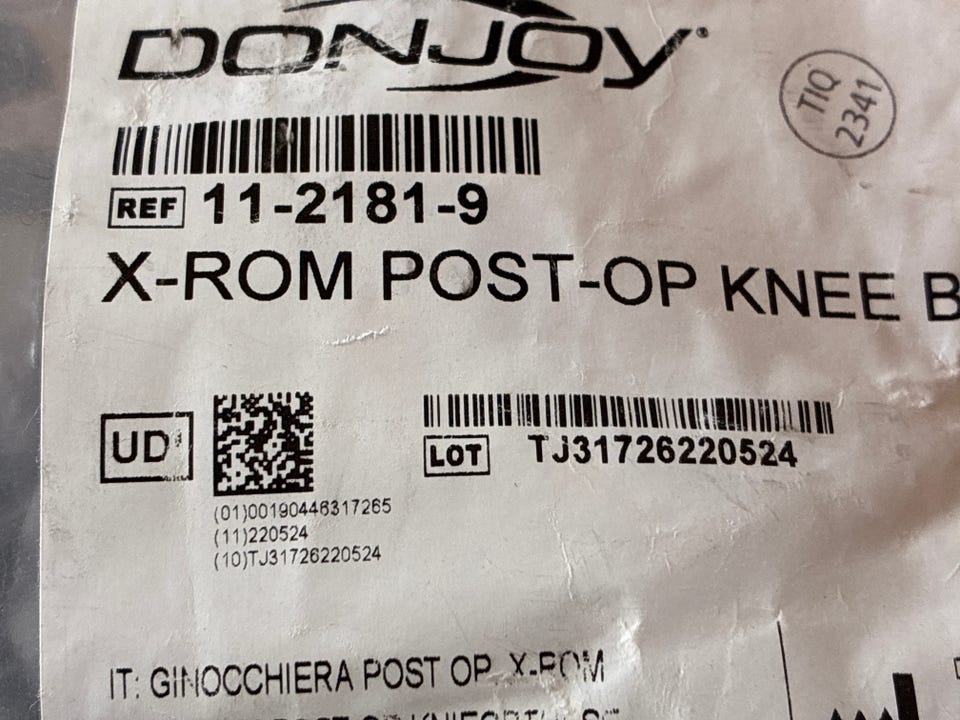 DONJOY
TIQ
2341
REF 11-2181-9
X-ROM POST-OP KNEE B
UDI
LOT TJ31726220524
(01)00190446317265
(11)220524
(10)TJ31726220524
IT: GINOCCHIERA POST OP X-ROM